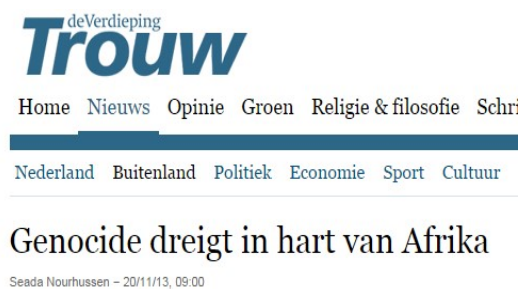 deVerdieping
Trouw
Home Nieuws Opinie Groen Religie & filosofie Schri
Nederland Buitenland Politiek Economie Sport Cultuur
Genocide dreigt in hart van Afrika
Seada Nourhussen – 20/11/13, 09:00